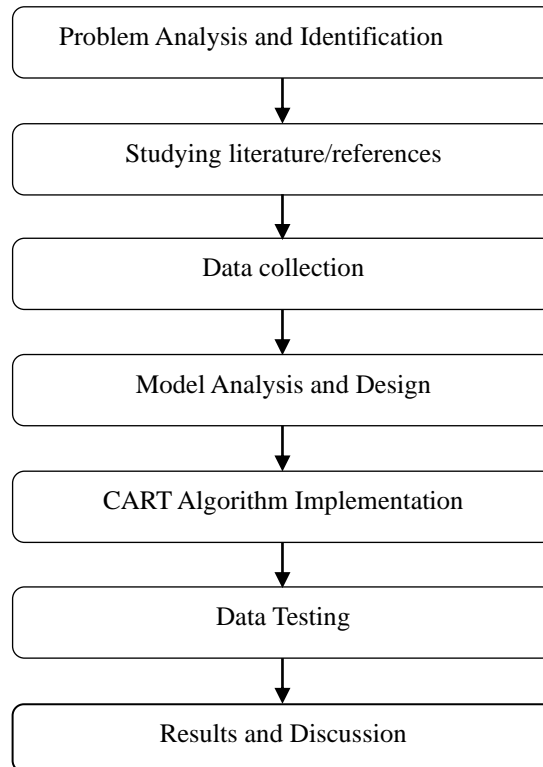 Problem Analysis and Identification
Studying literature/references
Data collection
Model Analysis and Design
CART Algorithm Implementation
Data Testing
Results and Discussion